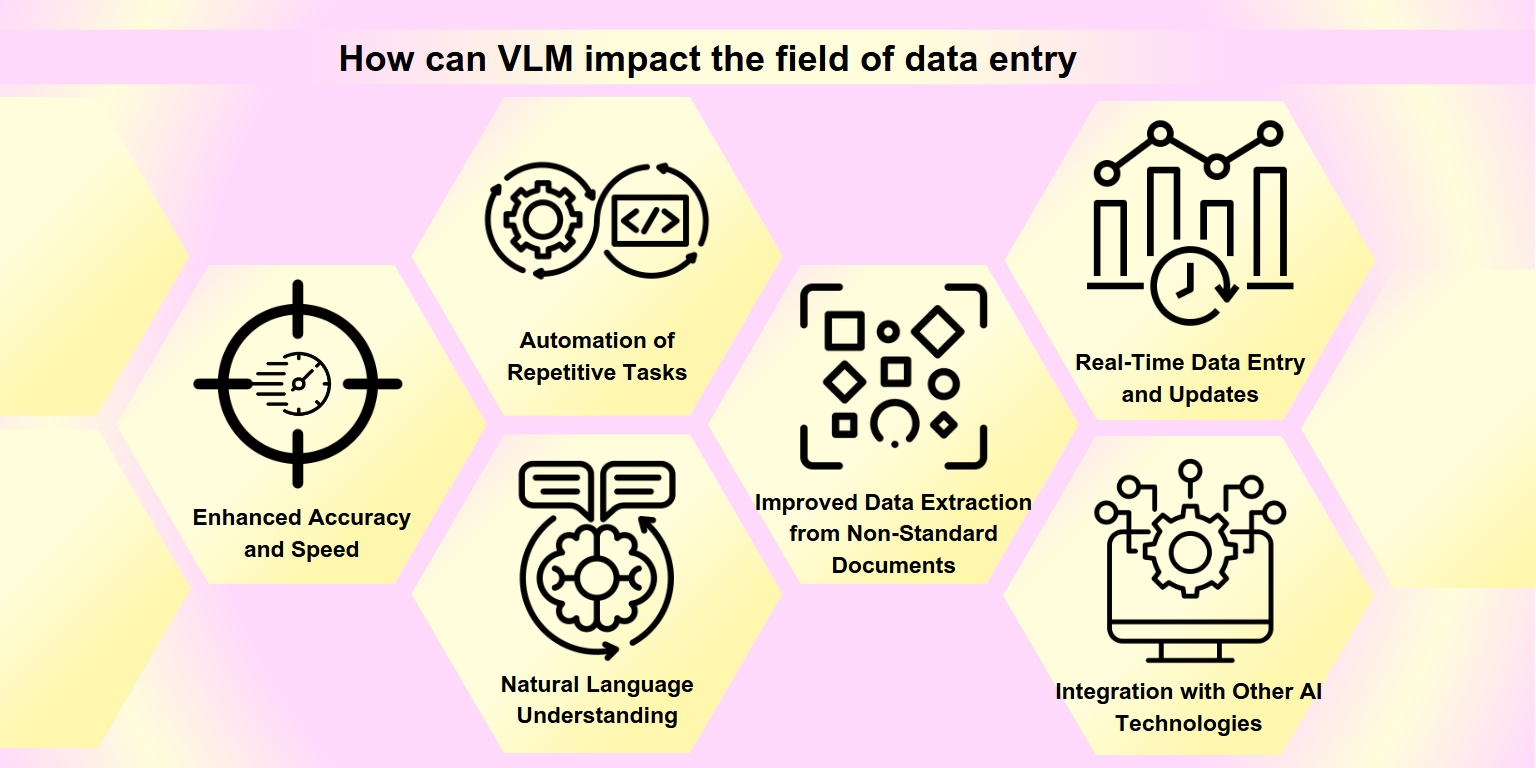 How can VLM impact the field of data entry
Enhanced Accuracy
and Speed
Automation of
Repetitive Tasks
Natural Language
Understanding
Improved Data Extraction
from Non-Standard
Documents
Real-Time Data Entry
and Updates
Integration with Other AI
Technologies